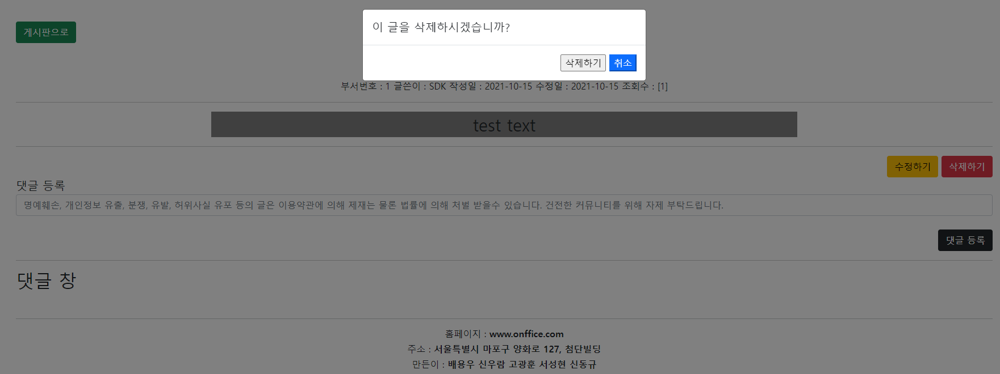 게시판으로
이 글을 삭제하시겠습니까?
삭제하기 취소
부서번호 : 1 글쓴이 : SDK 작성일 : 2021-10-15 수정일 : 2021-10-15 조회수 : [1]
test text
수정하기 삭제하기
댓글 등록
명예훼손, 개인정보 유출, 분쟁, 유발, 허위사실 유포 등의 글은 이용약관에 의해 제재는 물론 법률에 의해 처벌 받을수 있습니다. 건전한 커뮤니티를 위해 자제 부탁드립니다.
댓글 등록
댓글 창
홈페이지 : www.onffice.com
주소 : 서울특별시 마포구 양화로 127, 첨단빌딩
만든이 : 배용우 신우람 고광훈 서성현 신동규